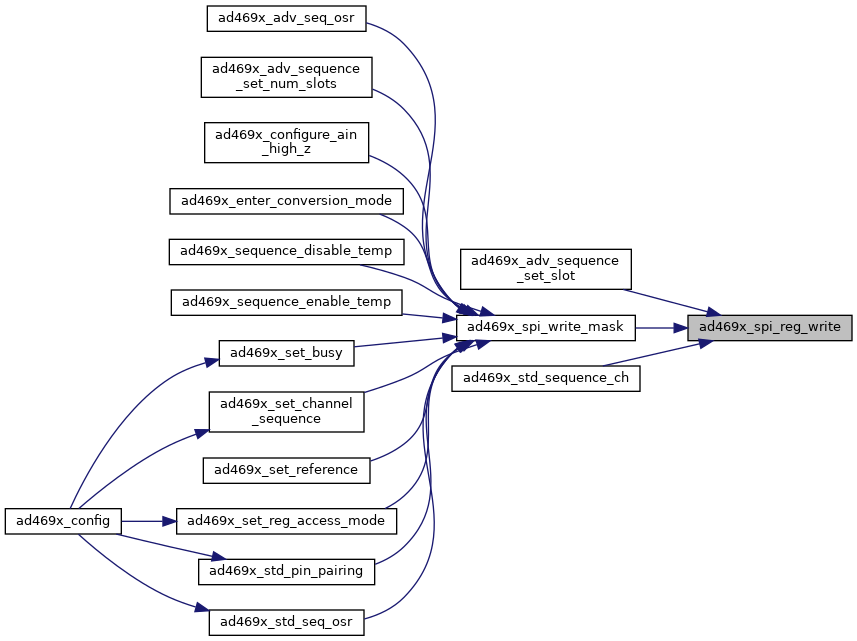 ad469x_adv_seq_osr
ad469x_adv_sequence
_set_num_slots
ad469x_configure_ain
_high_z
ad469x_enter_conversion_mode
ad469x_sequence_disable_temp
ad469x_adv_sequence
_set_slot
ad469x_sequence_enable_temp
ad469x_spi_write_mask
ad469x_spi_reg_write
ad469x_set_busy
ad469x_std_sequence_ch
ad469x_set_channel
_sequence
ad469x_set_reference
ad469x_config
ad469x_set_reg_access_mode
ad469x_std_pin_pairing
ad469x_std_seq_osr